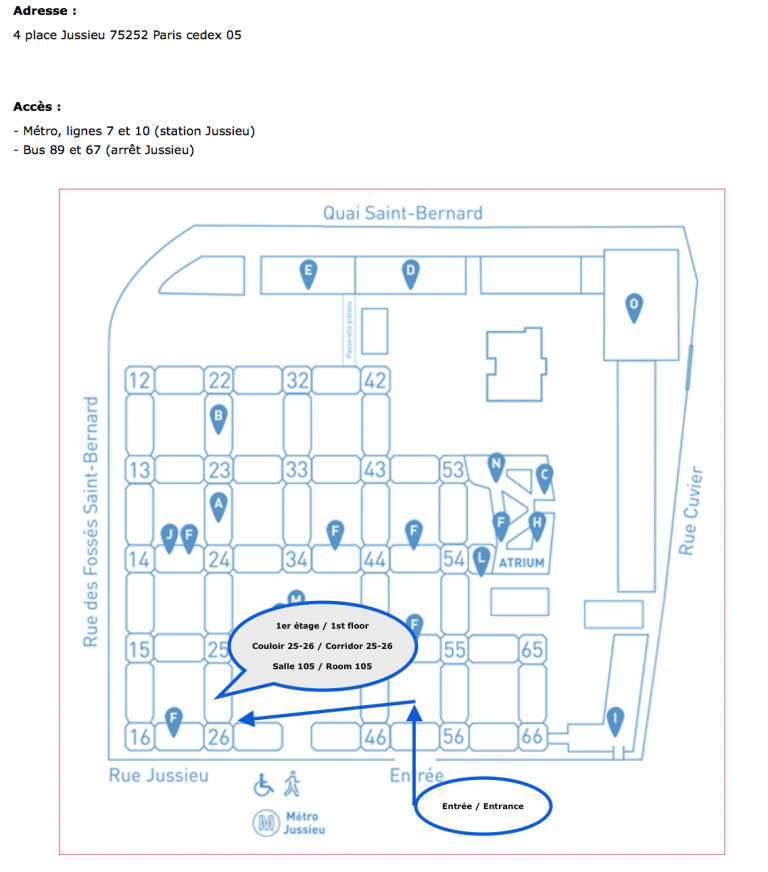 Adresse :
4 place Jussieu 75252 Paris cedex 05
Accès :
- Métro, lignes 7 et 10 (station Jussieu)
- Bus 89 et 67 (arrêt Jussieu)
Quai Saint-Bernard
E D
O
Passerelle piétons
12 22 32 42
B
Rue des Fossés Saint-Bernard
13 23 33 43 53 N C
A
J F F F F H
Rue Cuvier
14 24 34 44 54 L ATRIUM
M
F
1er étage / 1st floor
Couloir 25-26 / Corridor 25-26
Salle 105 / Room 105
15 25 55 65
F I
16 26 46 56 66
Rue Jussieu
Entrée
Entrée / Entrance
M Métro
Jussieu